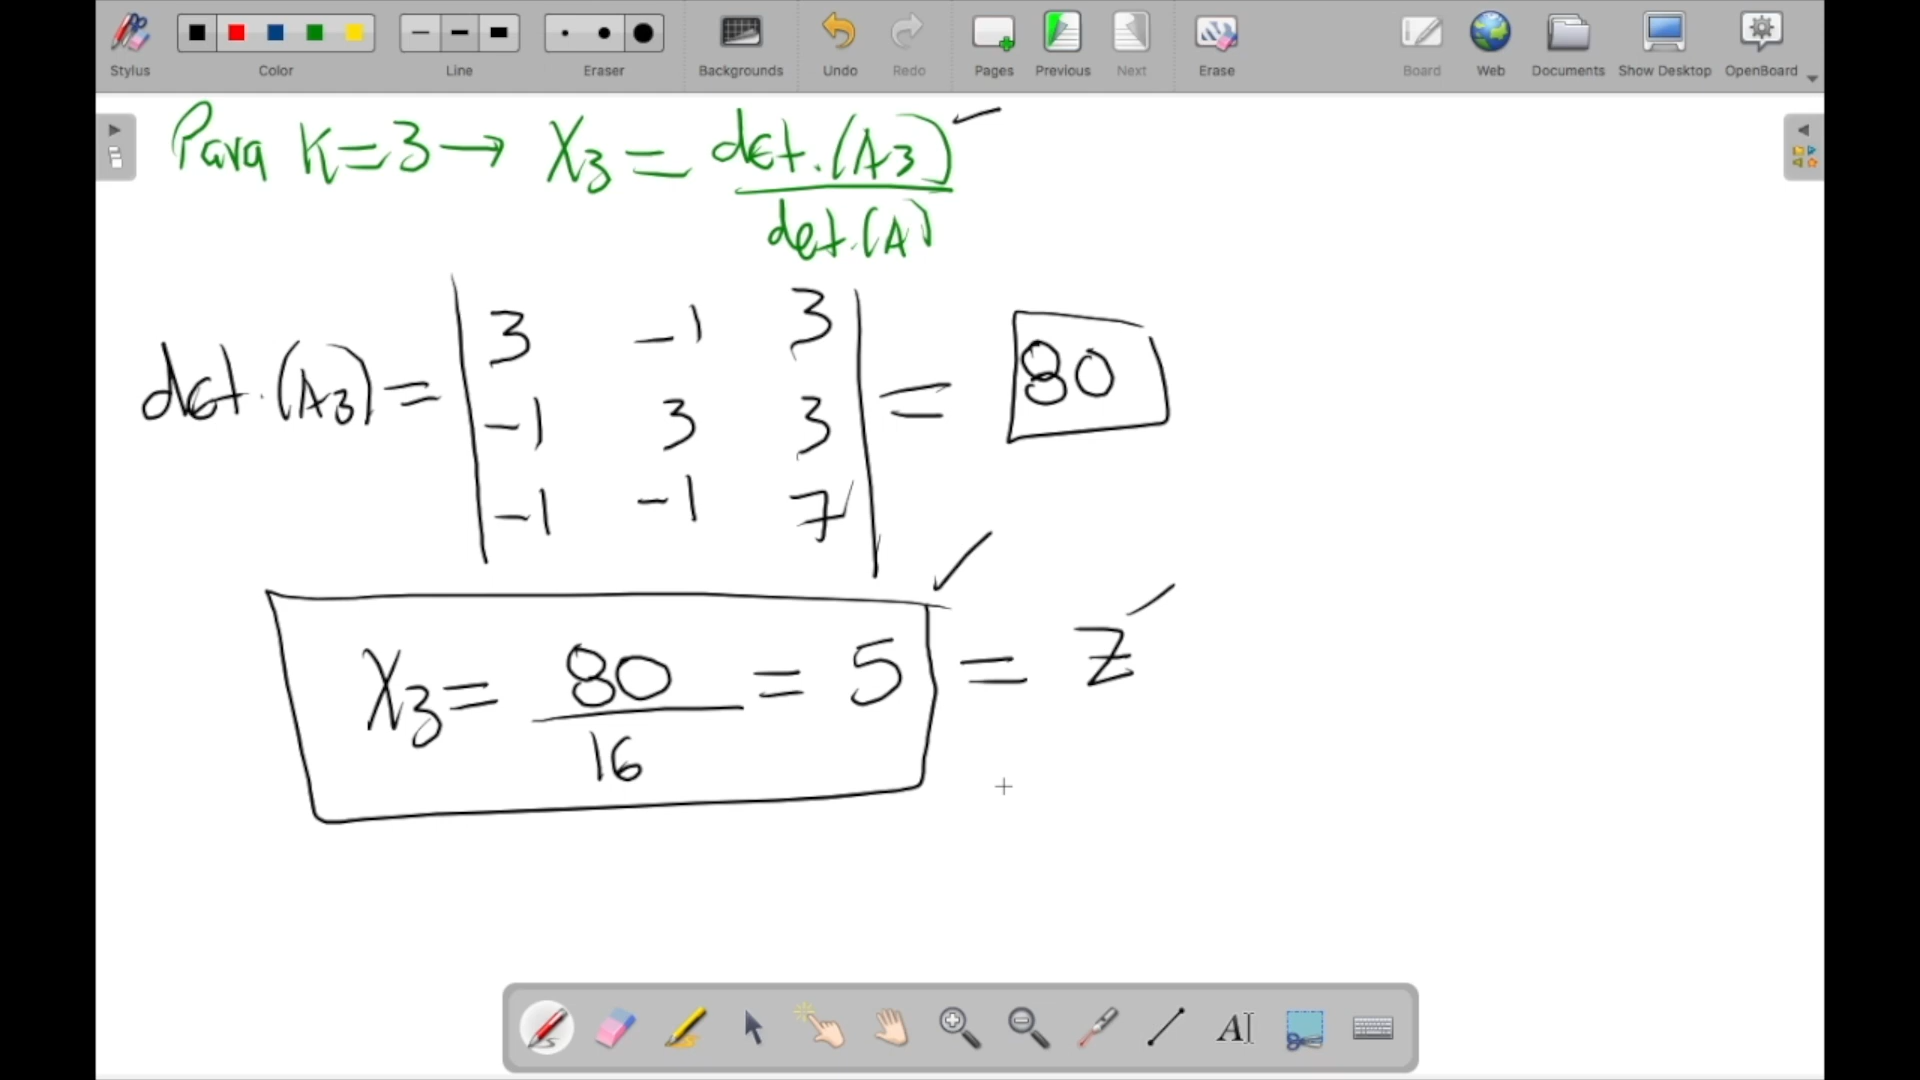 Stylus Color Line Eraser Backgrounds Undo Redo Pages Previous Next Erase Board Web Documents Show Desktop OpenBoard
Para K=3 → X3 = det.(A3)
det.(A)
3 -1 3
det.(A3) = -1 3 3 = 80
-1 -1 7
X3 = 80 = 5 = Z
16